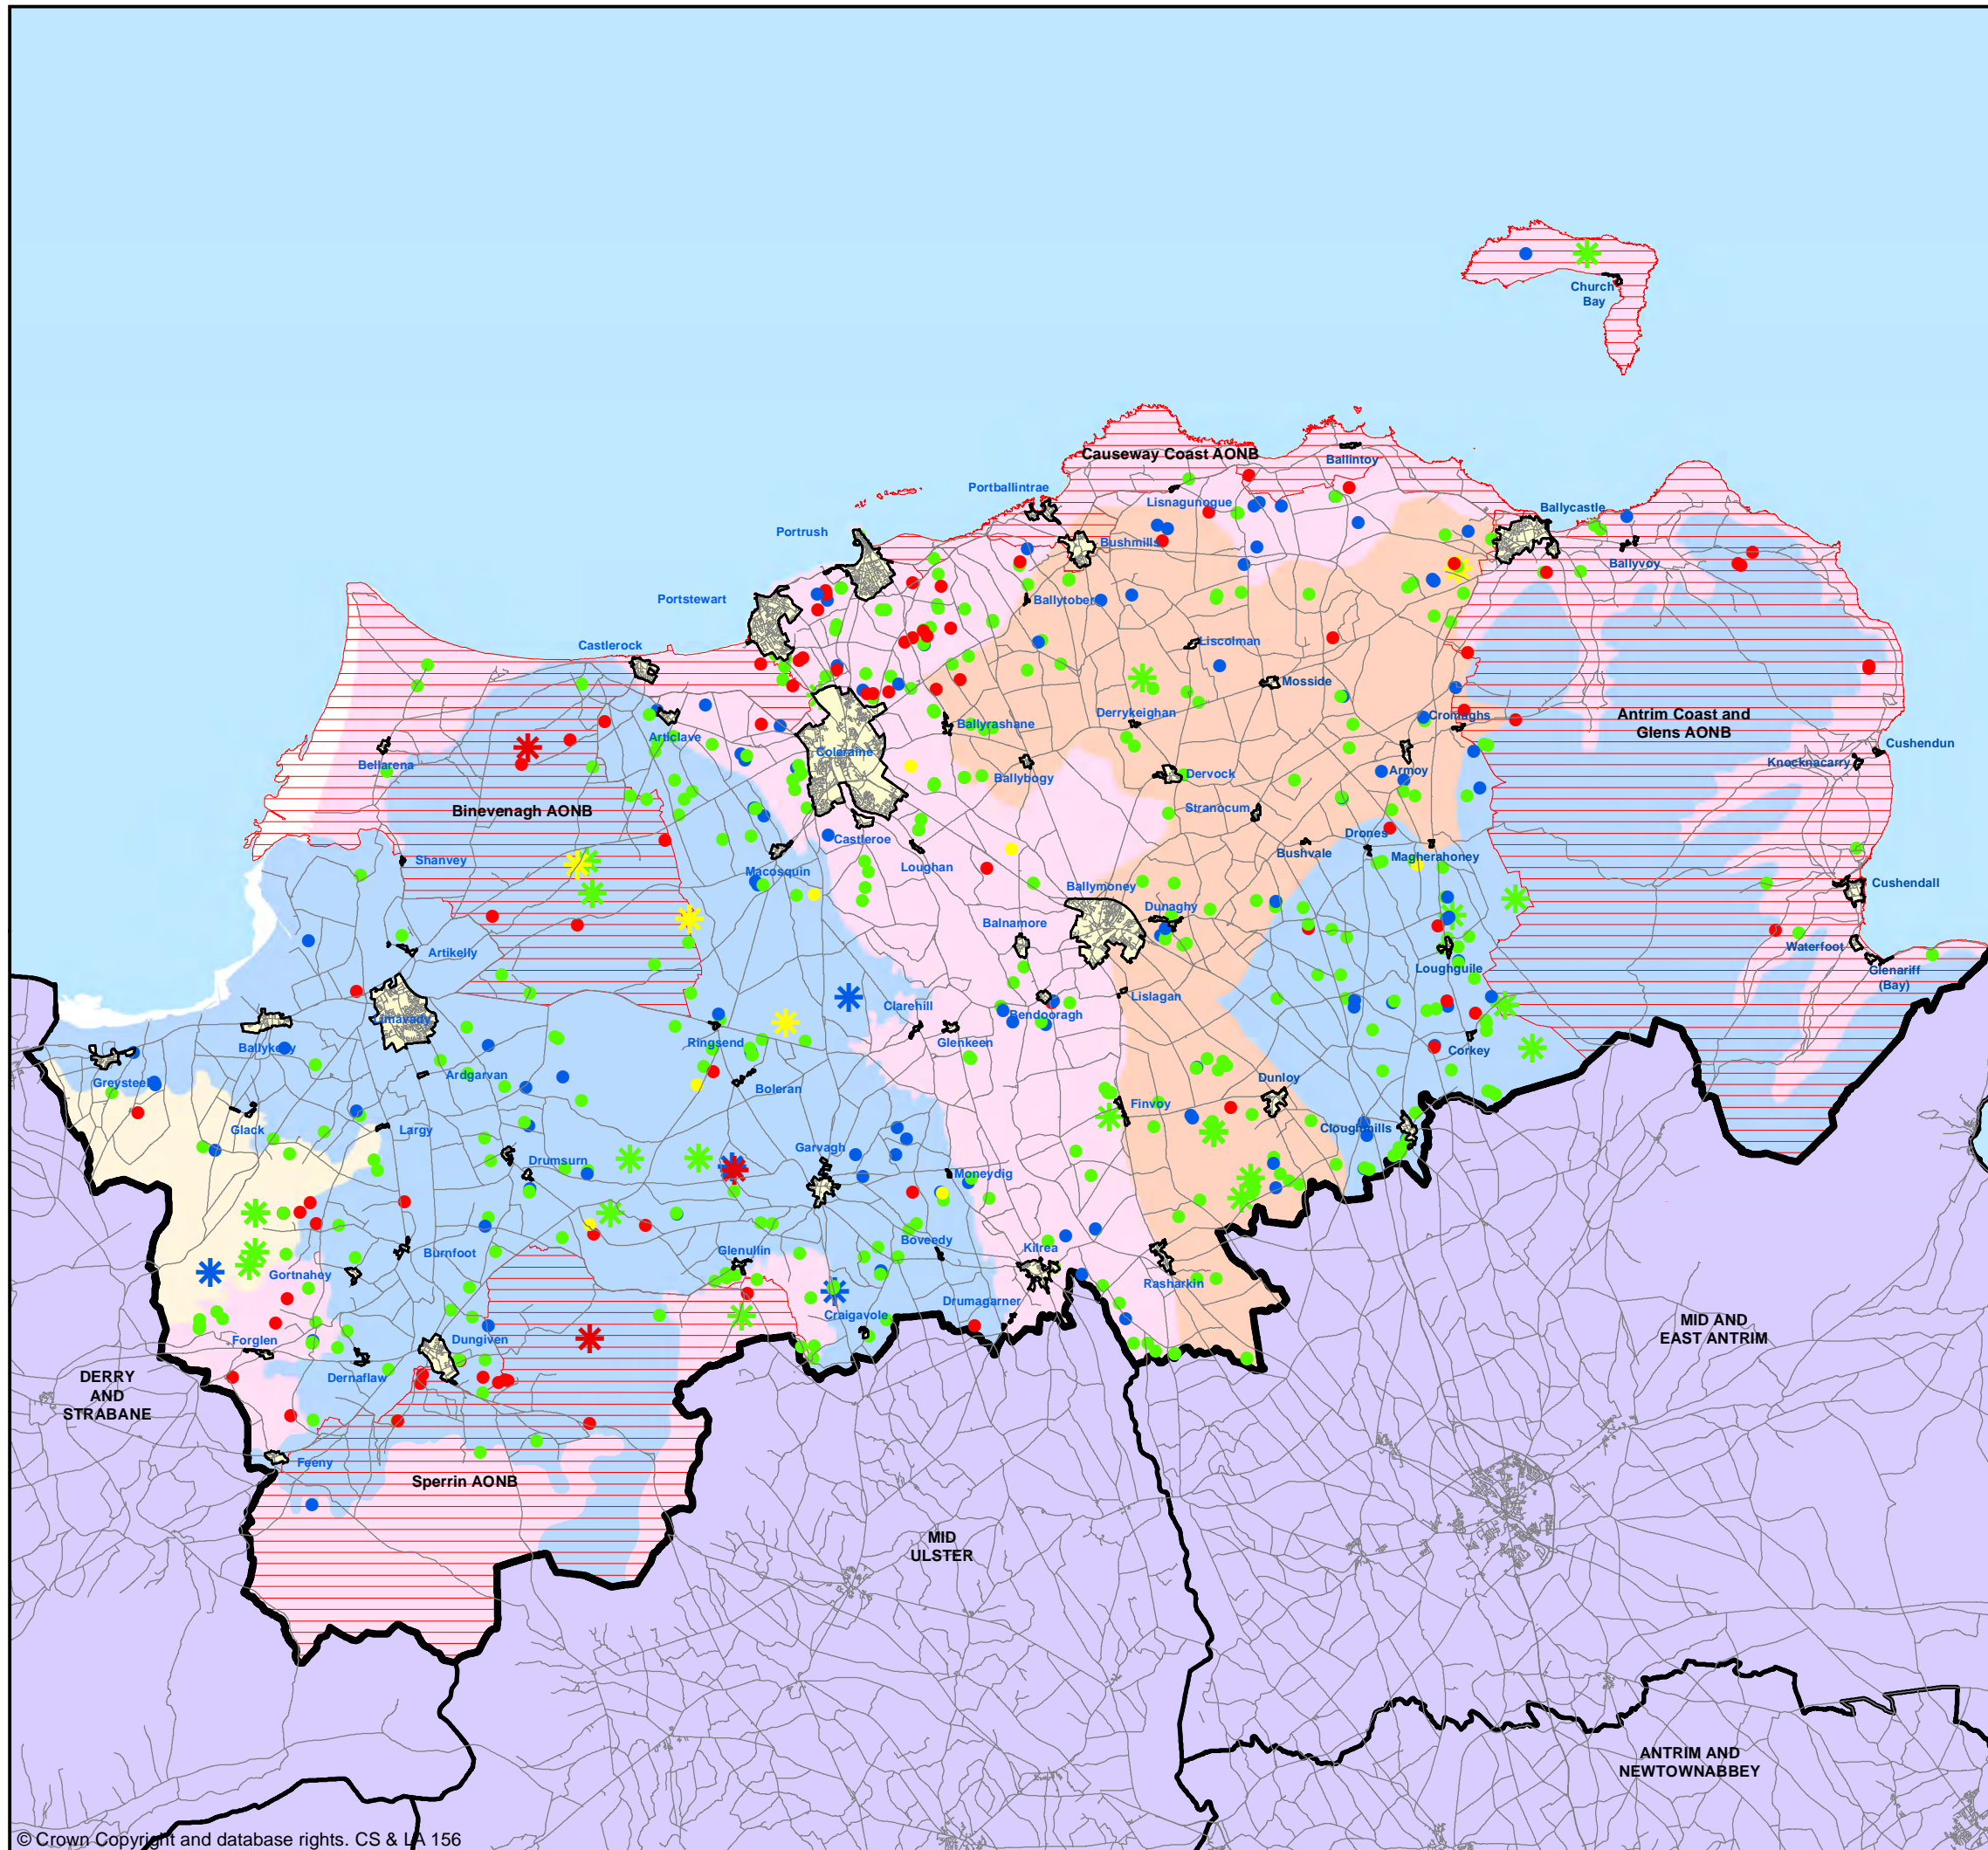 Church
Bay
Causeway Coast AONB
Ballintoy
Portballintrae
Lisnagunogue
Ballycastle
Portrush
Bushmills
Ballyvoy
Portstewart
Ballytober
Castlerock
Liscolman
Mosside
Articlave
Ballyrashane
Derrykeighan
Cromaghs
Antrim Coast and
Glens AONB
Cushendun
Bellarena
Coleraine
Ballybogy
Dervock
Armoy
Knocknacarry
Binevenagh AONB
Stranocum
Castleroe
Drones
Shanvey
Macosquin
Loughan
Bushvale
Magherahoney
Ballymoney
Cushendall
Dunaghy
Balnamore
Artikelly
Waterfoot
Loughguile
Glenariff
(Bay)
Lislagan
Clarehill
Bendooragh
Limavady
Ballykelly
Ringsend
Glenkeen
Corkey
Greysteel
Ardgarvan
Boleran
Dunloy
Finvoy
Glack
Largy
Cloughmills
Garvagh
Drumsurn
Moneydig
Boveedy
Burnfoot
Glenullin
Kilrea
Gortnahey
Rasharkin
Drumagarner
Craigavole
Forglen
Dungiven
MID AND
EAST ANTRIM
DERRY
AND
STRABANE
Dernaflaw
Feeny
Sperrin AONB
MID
ULSTER
ANTRIM AND
NEWTOWNABBEY
© Crown Copyright and database rights. CS & LA 156